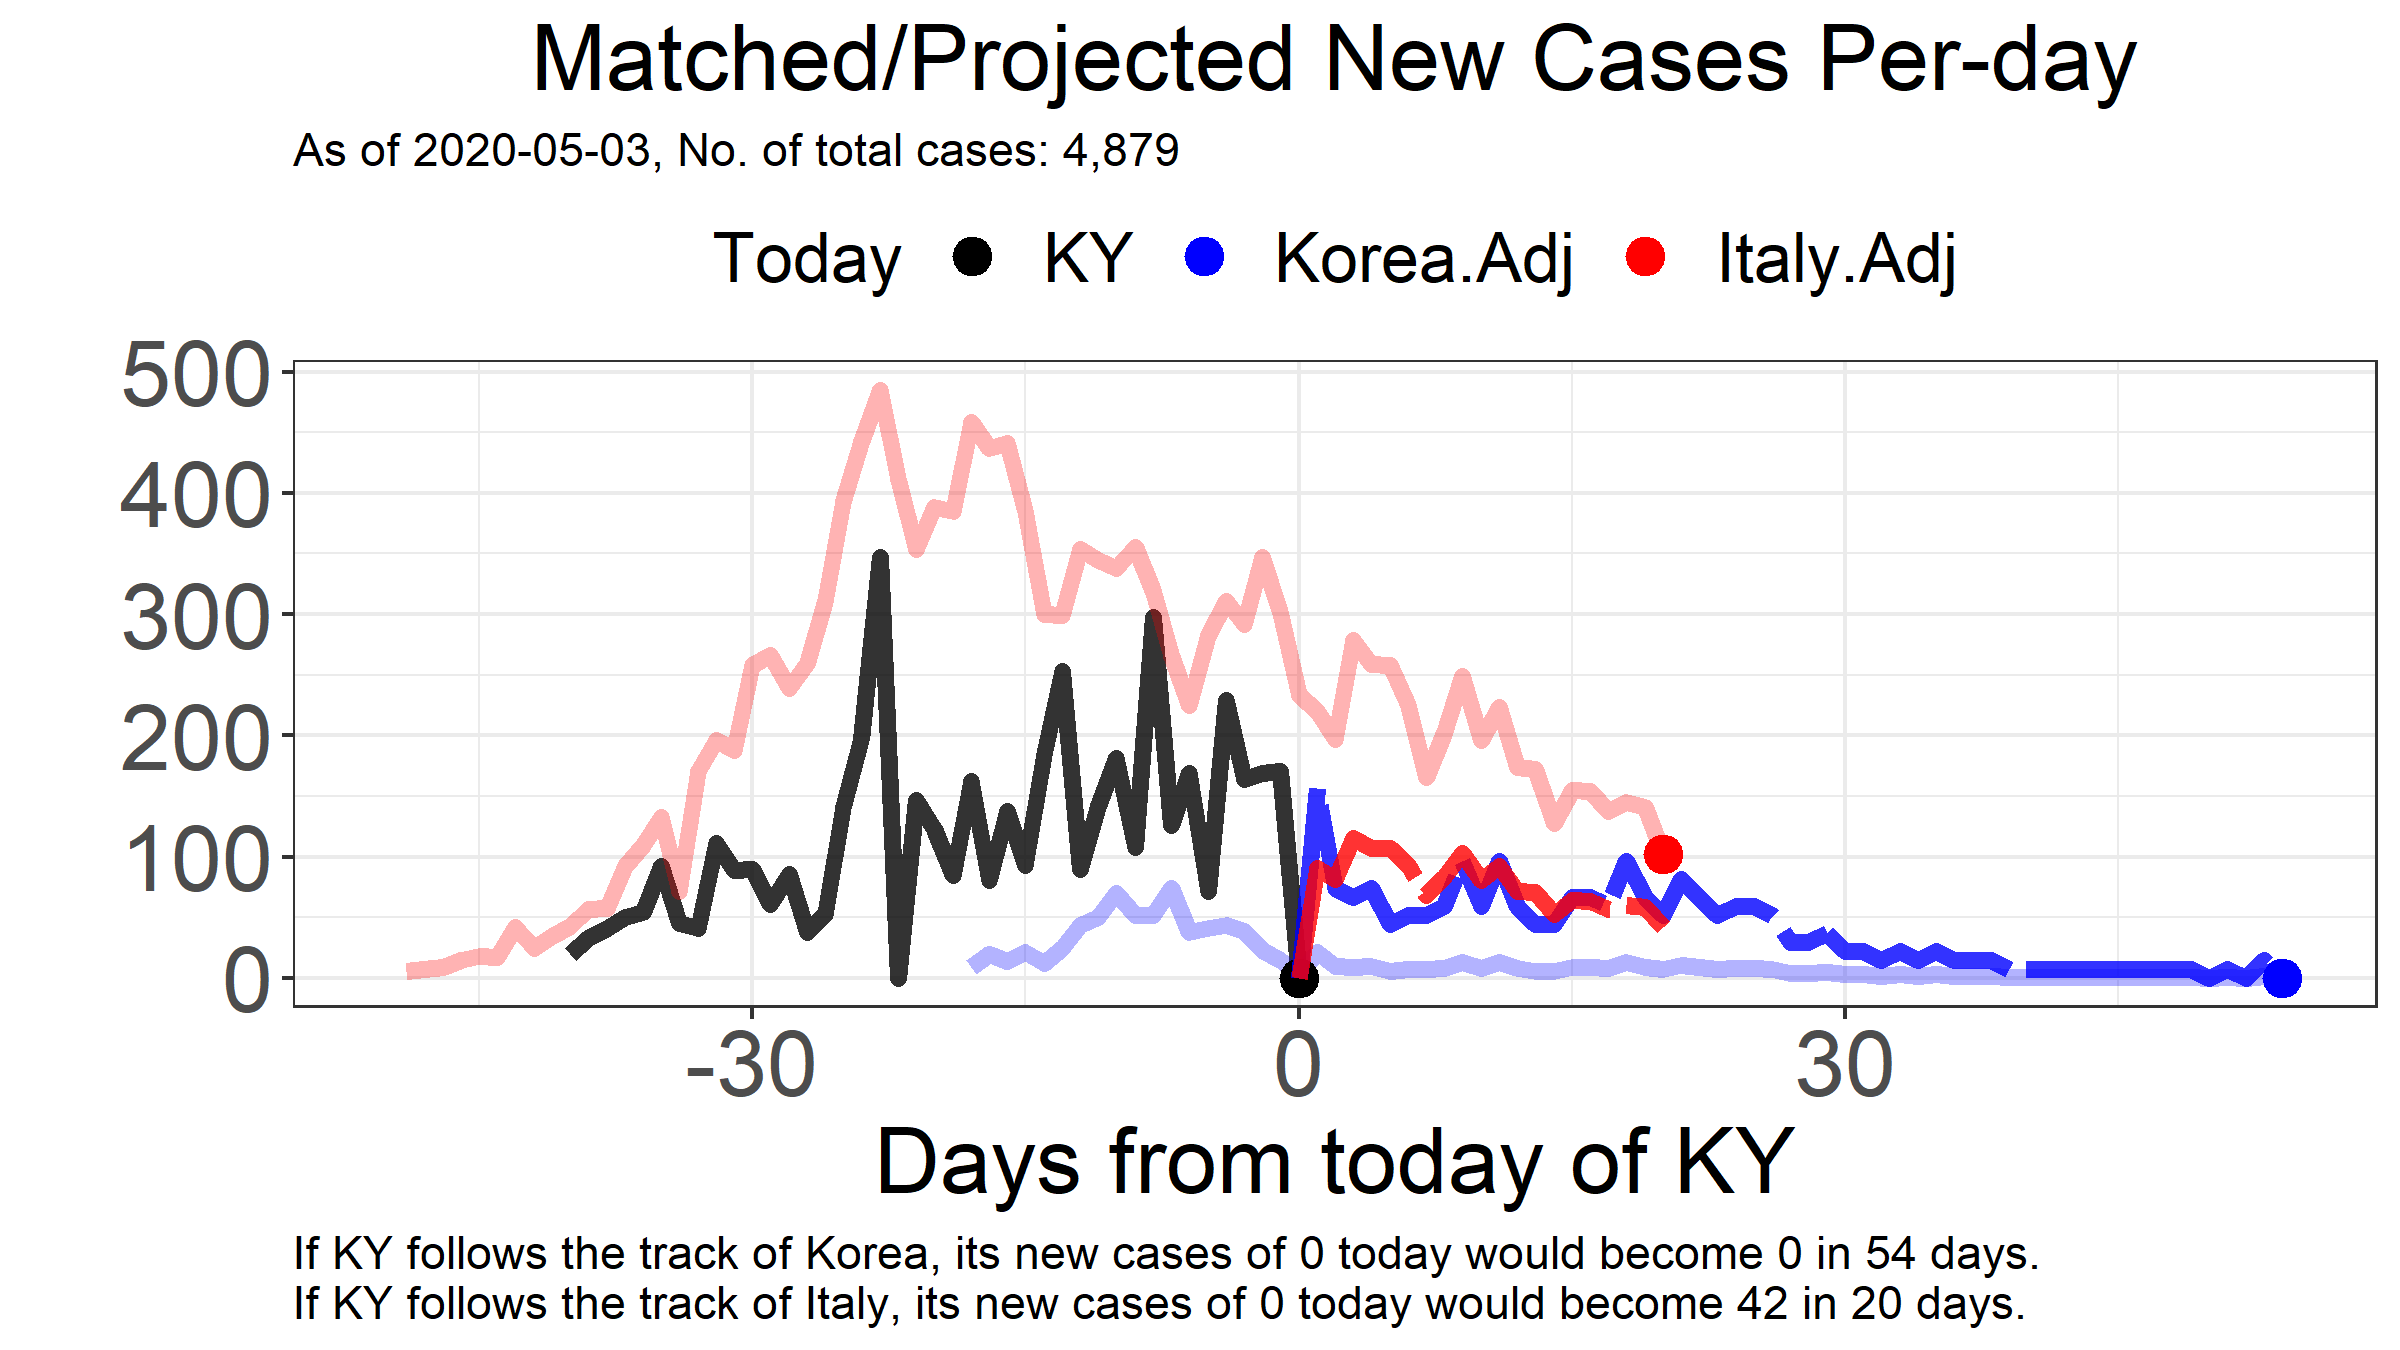 Matched/Projected New Cases Per-day
As of 2020-05-03, No. of total cases: 4,879
Today KY Korea.Adj Italy.Adj
500
400
300
200
100
0
-30 0 30
Days from today of KY
If KY follows the track of Korea, its new cases of 0 today would become 0 in 54 days.
If KY follows the track of Italy, its new cases of 0 today would become 42 in 20 days.